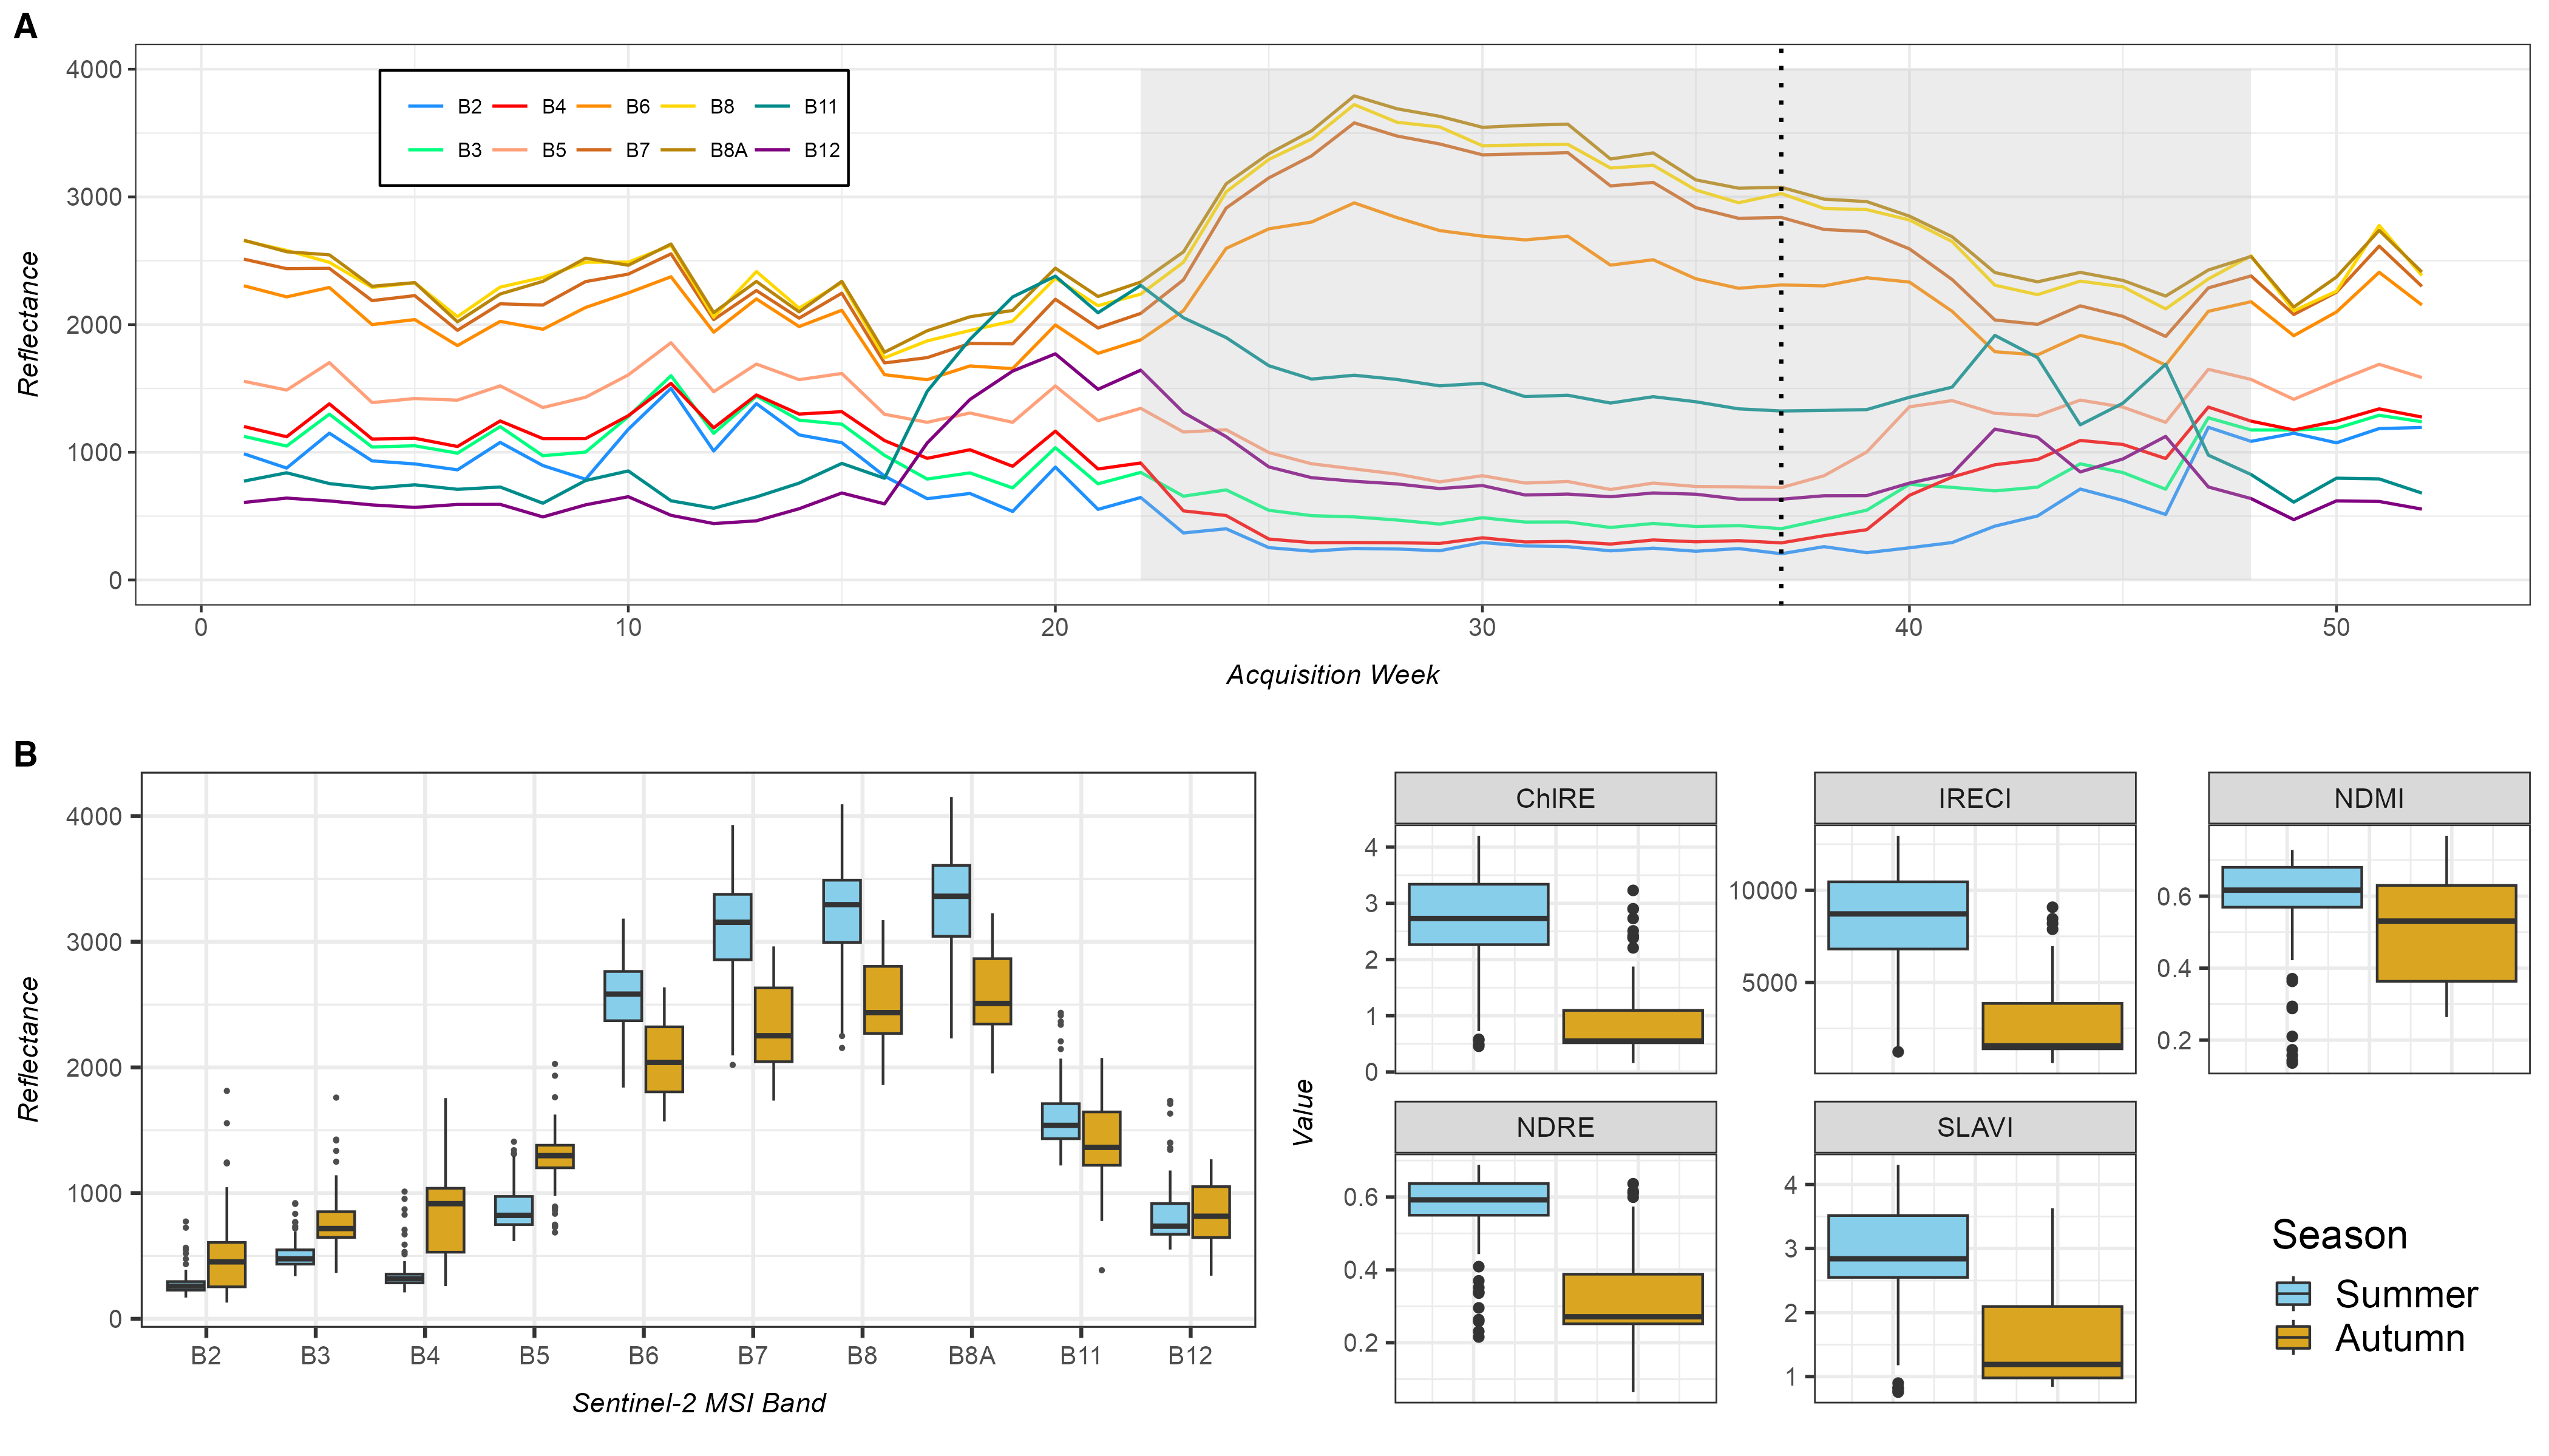 A
4000
3000
2000
1000
0
Reflectance
B2 B4 B6 B8 B11
B3 B5 B7 B8A B12
0 10 20 30 40 50
Acquisition Week
B
4000
3000
2000
1000
0
Reflectance
B2 B3 B4 B5 B6 B7 B8 B8A B11 B12
Sentinel-2 MSI Band
Value
ChlRE
4
3
2
1
0
IRECI
10000
5000
NDMI
0.6
0.4
0.2
NDRE
0.6
0.4
0.2
SLAVI
4
3
2
1
Season
Summer
Autumn